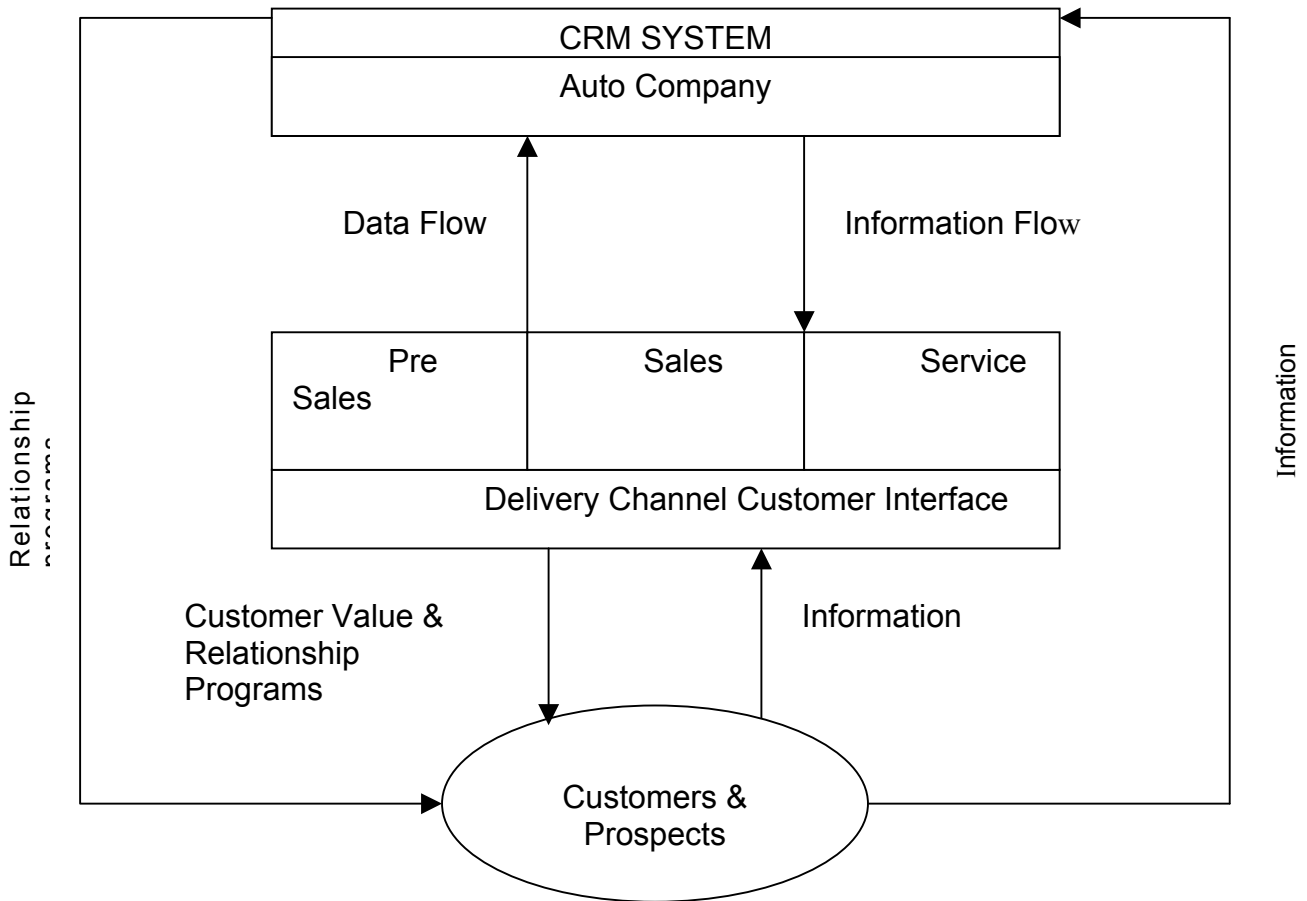 CRM SYSTEM
Auto Company
Data Flow
Information Flow
Pre
Sales
Sales
Service
Delivery Channel Customer Interface
Relationship
Information
Customer Value &
Relationship
Programs
Information
Customers &
Prospects